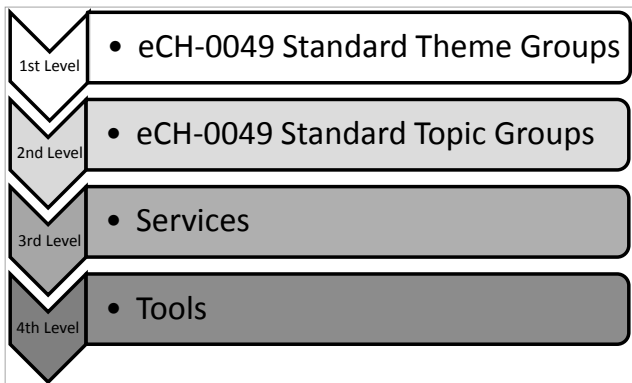 1st Level
• eCH-0049 Standard Theme Groups
2nd Level
• eCH-0049 Standard Topic Groups
3rd Level
• Services
4th Level
• Tools